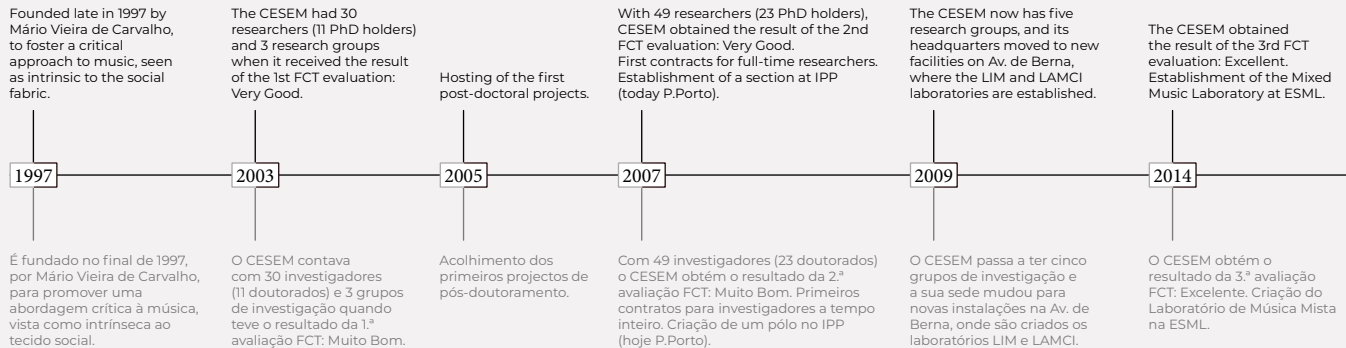 Founded late in 1997 by
Mário Vieira de Carvalho,
to foster a critical
approach to music, seen
as intrinsic to the social
fabric.
The CESEM had 30
researchers (11 PhD holders)
and 3 research groups
when it received the result
of the 1st FCT evaluation:
Very Good.
Hosting of the first
post-doctoral projects.
With 49 researchers (23 PhD holders),
CESEM obtained the result of the 2nd
FCT evaluation: Very Good.
First contracts for full-time researchers.
Establishment of a section at IPP
(today P.Porto).
The CESEM now has five
research groups, and its
headquarters moved to new
facilities on Av. de Berna,
where the LIM and LAMCI
laboratories are established.
The CESEM obtained
the result of the 3rd FCT
evaluation: Excellent.
Establishment of the Mixed
Music Laboratory at ESML.
1997
2003
2005
2007
2009
2014
É fundado no final de 1997,
por Mário Vieira de Carvalho,
para promover uma
abordagem crítica à música,
vista como intrínseca ao
tecido social.
O CESEM contava
com 30 investigadores
(11 doutorados) e 3 grupos
de investigação quando
teve o resultado da 1.ª
avaliação FCT: Muito Bom.
Acolhimento dos
primeiros projectos de
pós-doutoramento.
Com 49 investigadores (23 doutorados)
o CESEM obtém o resultado da 2.ª
avaliação FCT: Muito Bom. Primeiros
contratos para investigadores a tempo
inteiro. Criação de um pólo no IPP
(hoje P.Porto).
O CESEM passa a ter cinco
grupos de investigação e
a sua sede mudou para
novas instalações na Av. de
Berna, onde são criados os
laboratórios LIM e LAMCI.
O CESEM obtém o
resultado da 3.ª avaliação
FCT: Excelente. Criação do
Laboratório de Música Mista
na ESML.